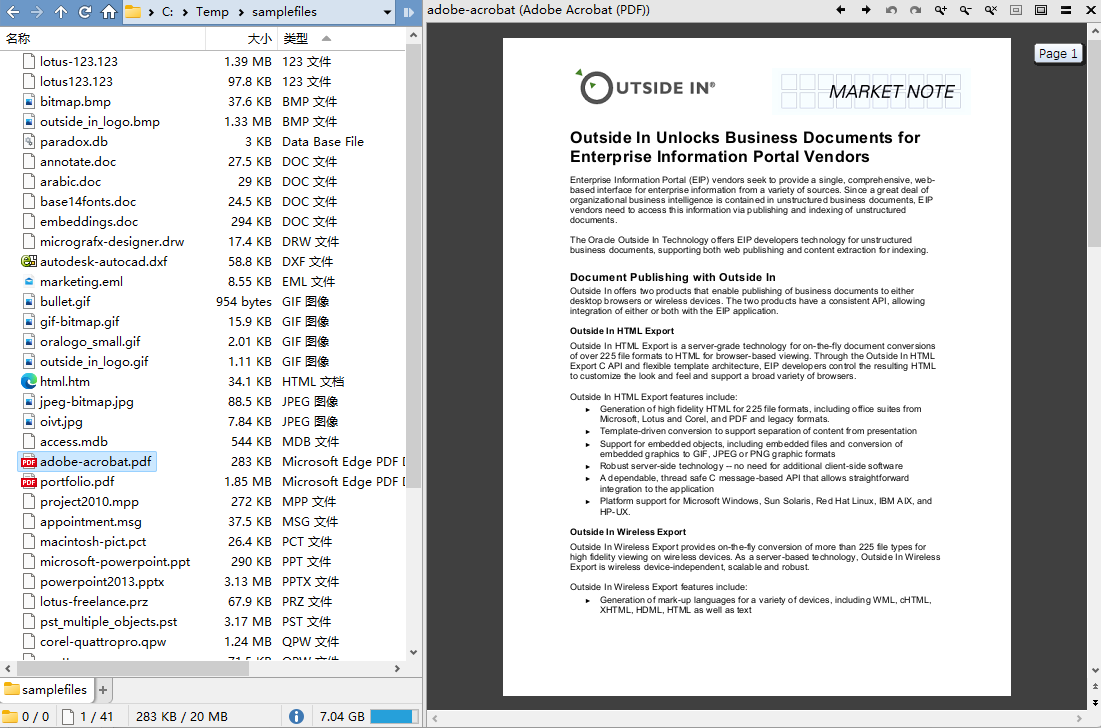 C: Temp samplefiles
名称 大小 类型
lotus-123.123 1.39 MB 123 文件
lotus123.123 97.8 KB 123 文件
bitmap.bmp 37.6 KB BMP 文件
outside_in_logo.bmp 1.33 MB BMP 文件
paradox.db 3 KB Data Base File
annotate.doc 27.5 KB DOC 文件
arabic.doc 29 KB DOC 文件
base14fonts.doc 24.5 KB DOC 文件
embeddings.doc 294 KB DOC 文件
micrografx-designer.drw 17.4 KB DRW 文件
autodesk-autocad.dxf 58.8 KB DXF 文件
marketing.eml 8.55 KB EML 文件
bullet.gif 954 bytes GIF 图像
gif-bitmap.gif 15.9 KB GIF 图像
oralogo_small.gif 2.01 KB GIF 图像
outside_in_logo.gif 1.11 KB GIF 图像
html.htm 34.1 KB HTML 文档
jpeg-bitmap.jpg 88.5 KB JPEG 图像
oivt.jpg 7.84 KB JPEG 图像
access.mdb 544 KB MDB 文件
adobe-acrobat.pdf 283 KB Microsoft Edge PDF
portfolio.pdf 1.85 MB Microsoft Edge PDF
project2010.mpp 272 KB MPP 文件
appointment.msg 37.5 KB MSG 文件
macintosh-pict.pct 26.4 KB PCT 文件
microsoft-powerpoint.ppt 290 KB PPT 文件
powerpoint2013.pptx 3.13 MB PPTX 文件
lotus-freelance.prz 67.9 KB PRZ 文件
pst_multiple_objects.pst 3.17 MB PST 文件
corel-quattropro.qpw 1.24 MB QPW 文件
samplefiles
0 / 0 1 / 41 283 KB / 20 MB 7.04 GB
adobe-acrobat (Adobe Acrobat (PDF))
Page 1
OUTSIDE IN®
MARKET NOTE
Outside In Unlocks Business Documents for
Enterprise Information Portal Vendors
Enterprise Information Portal (EIP) vendors seek to provide a single, comprehensive, web-
based interface for enterprise information from a variety of sources. Since a great deal of
organizational business intelligence is contained in unstructured business documents, EIP
vendors need to access this information via publishing and indexing of unstructured
documents.
The Oracle Outside In Technology offers EIP developers technology for unstructured
business documents, supporting both web publishing and content extraction for indexing.
Document Publishing with Outside In
Outside In offers two products that enable publishing of business documents to either
desktop browsers or wireless devices. The two products have a consistent API, allowing
integration of either or both with the EIP application.
Outside In HTML Export
Outside In HTML Export is a server-grade technology for on-the-fly document conversions
of over 225 file formats to HTML for browser-based viewing. Through the Outside In HTML
Export C API and flexible template architecture, EIP developers control the resulting HTML
to customize the look and feel and support a broad variety of browsers.
Outside In HTML Export features include:
► Generation of high fidelity HTML for 225 file formats, including office suites from
Microsoft, Lotus and Corel, and PDF and legacy formats.
► Template-driven conversion to support separation of content from presentation
► Support for embedded objects, including embedded files and conversion of
embedded graphics to GIF, JPEG or PNG graphic formats
► Robust server-side technology -- no need for additional client-side software
► A dependable, thread safe C message-based API that allows straightforward
integration to the application
► Platform support for Microsoft Windows, Sun Solaris, Red Hat Linux, IBM AIX, and
HP-UX.
Outside In Wireless Export
Outside In Wireless Export provides on-the-fly conversion of more than 225 file types for
high fidelity viewing on wireless devices. As a server-based technology, Outside In Wireless
Export is wireless device-independent, scalable and robust.
Outside In Wireless Export features include:
► Generation of mark-up languages for a variety of devices, including WML, cHTML,
XHTML, HDML, HTML as well as text